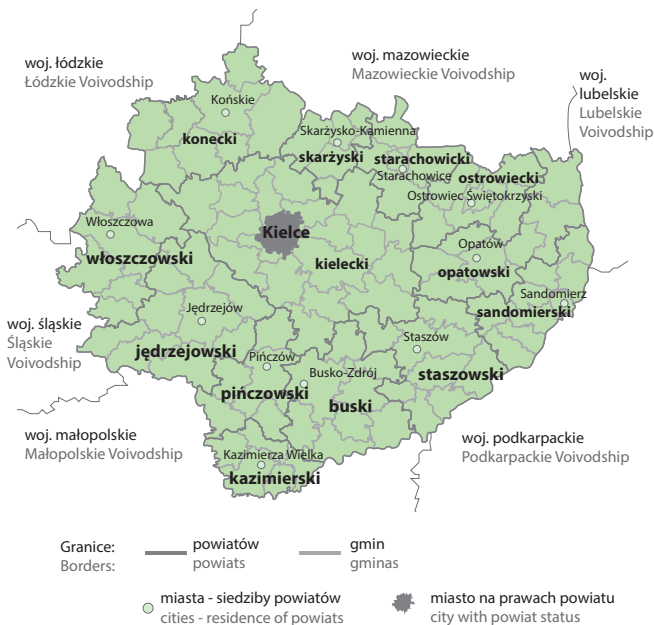 woj. łódzkie
Łódzkie Voivodship
woj. mazowieckie
Mazowieckie Voivodship
woj.
lubelskie
Lubelskie
Voivodship
Końskie
konecki
Skarżysko-Kamienna
skarżyski
starachowicki
Starachowice
ostrowiecki
Ostrowiec Świętokrzyski
Włoszczowa
włoszczowski
Kielce
kielecki
Opatów
opatowski
Sandomierz
sandomierski
Jędrzejów
jędrzejowski
woj. śląskie
Śląskie
Voivodship
Pińczów
pińczowski
Busko-Zdrój
buski
Staszów
staszowski
woj. małopolskie
Małopolskie Voivodship
Kazimierza Wielka
kazimierski
woj. podkarpackie
Podkarpackie Voivodship
Granice:
Borders:
powiatów
powiats
gmin
gminas
miasta - siedziby powiatów
cities - residence of powiats
miasto na prawach powiatu
city with powiat status